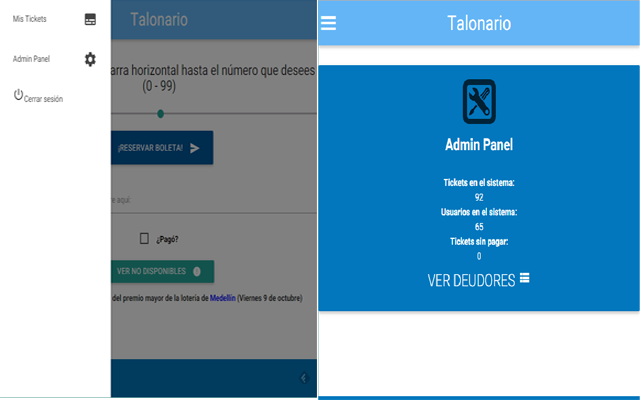 Mis Tickets
Admin Panel
Cerrar sesión
Talonario
arra horizontal hasta el número que desees
(0 - 99)
¡RESERVAR BOLETA!
e aquí
¿Pagó?
VER NO DISPONIBLES
del premio mayor de la lotería de Medellín (Viernes 9 de octubre)
Talonario
Admin Panel
Tickets en el sistema:
92
Usuarios en el sistema:
65
Tickets sin pagar:
0
VER DEUDORES